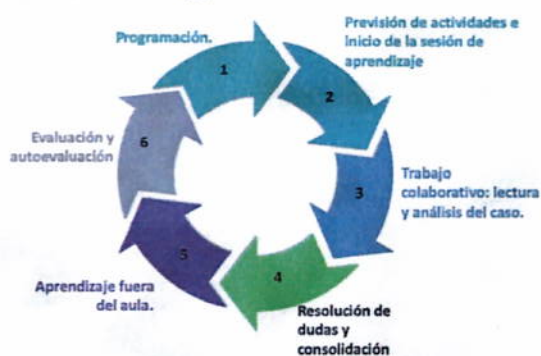 Programación.
1
Previsión de actividades e
inicio de la sesión de
aprendizaje
2
Trabajo
colaborativo: lectura
y análisis del caso.
3
Resolución de
dudas y
consolidación
4
Aprendizaje fuera
del aula.
5
Evaluación y
autoevaluación
6